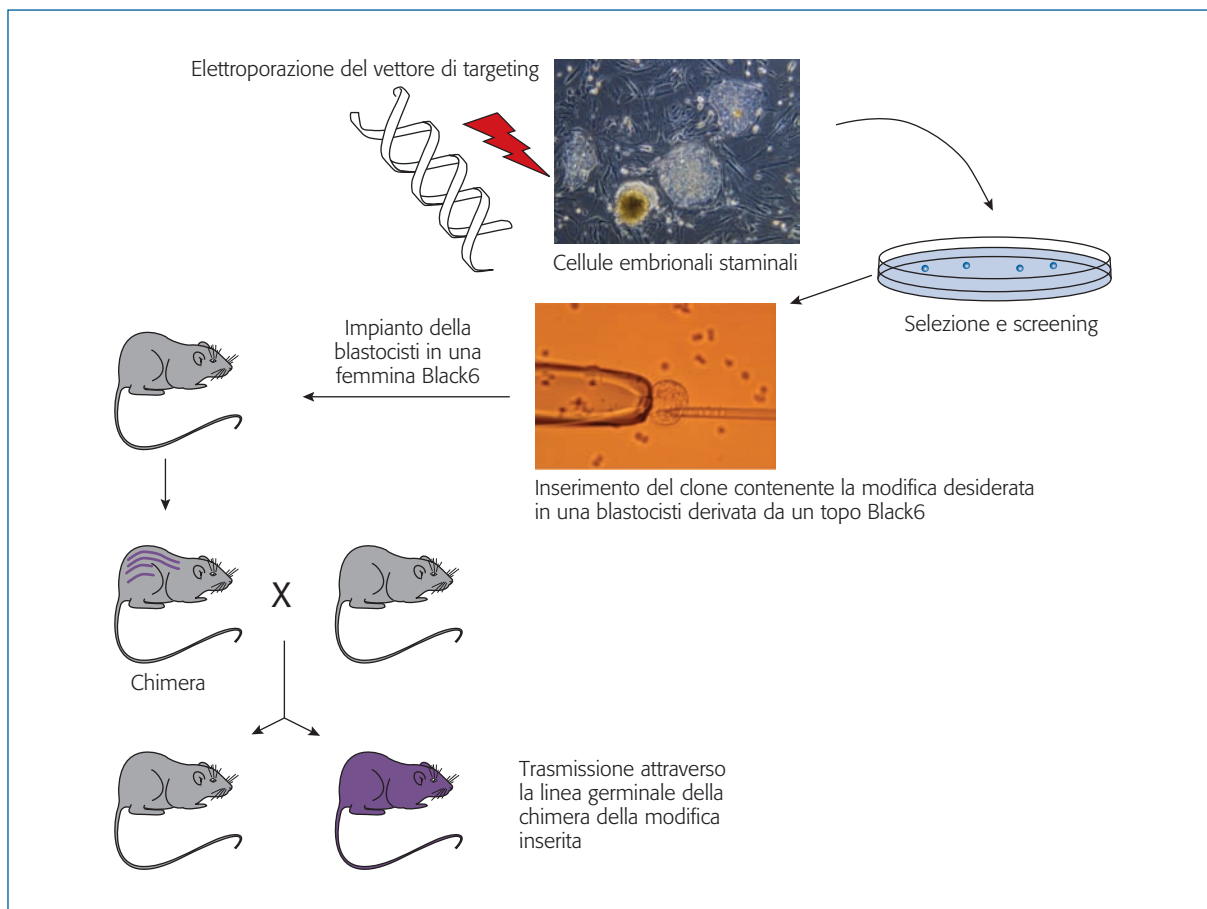 Elettroporazione del vettore di targeting
Cellule embrionali staminali
Selezione e screening
Impianto della
blastocisti in una
femmina Black6
Inserimento del clone contenente la modifica desiderata
in una blastocisti derivata da un topo Black6
X
Chimera
Trasmissione attraverso
la linea germinale della
chimera della modifica
inserita